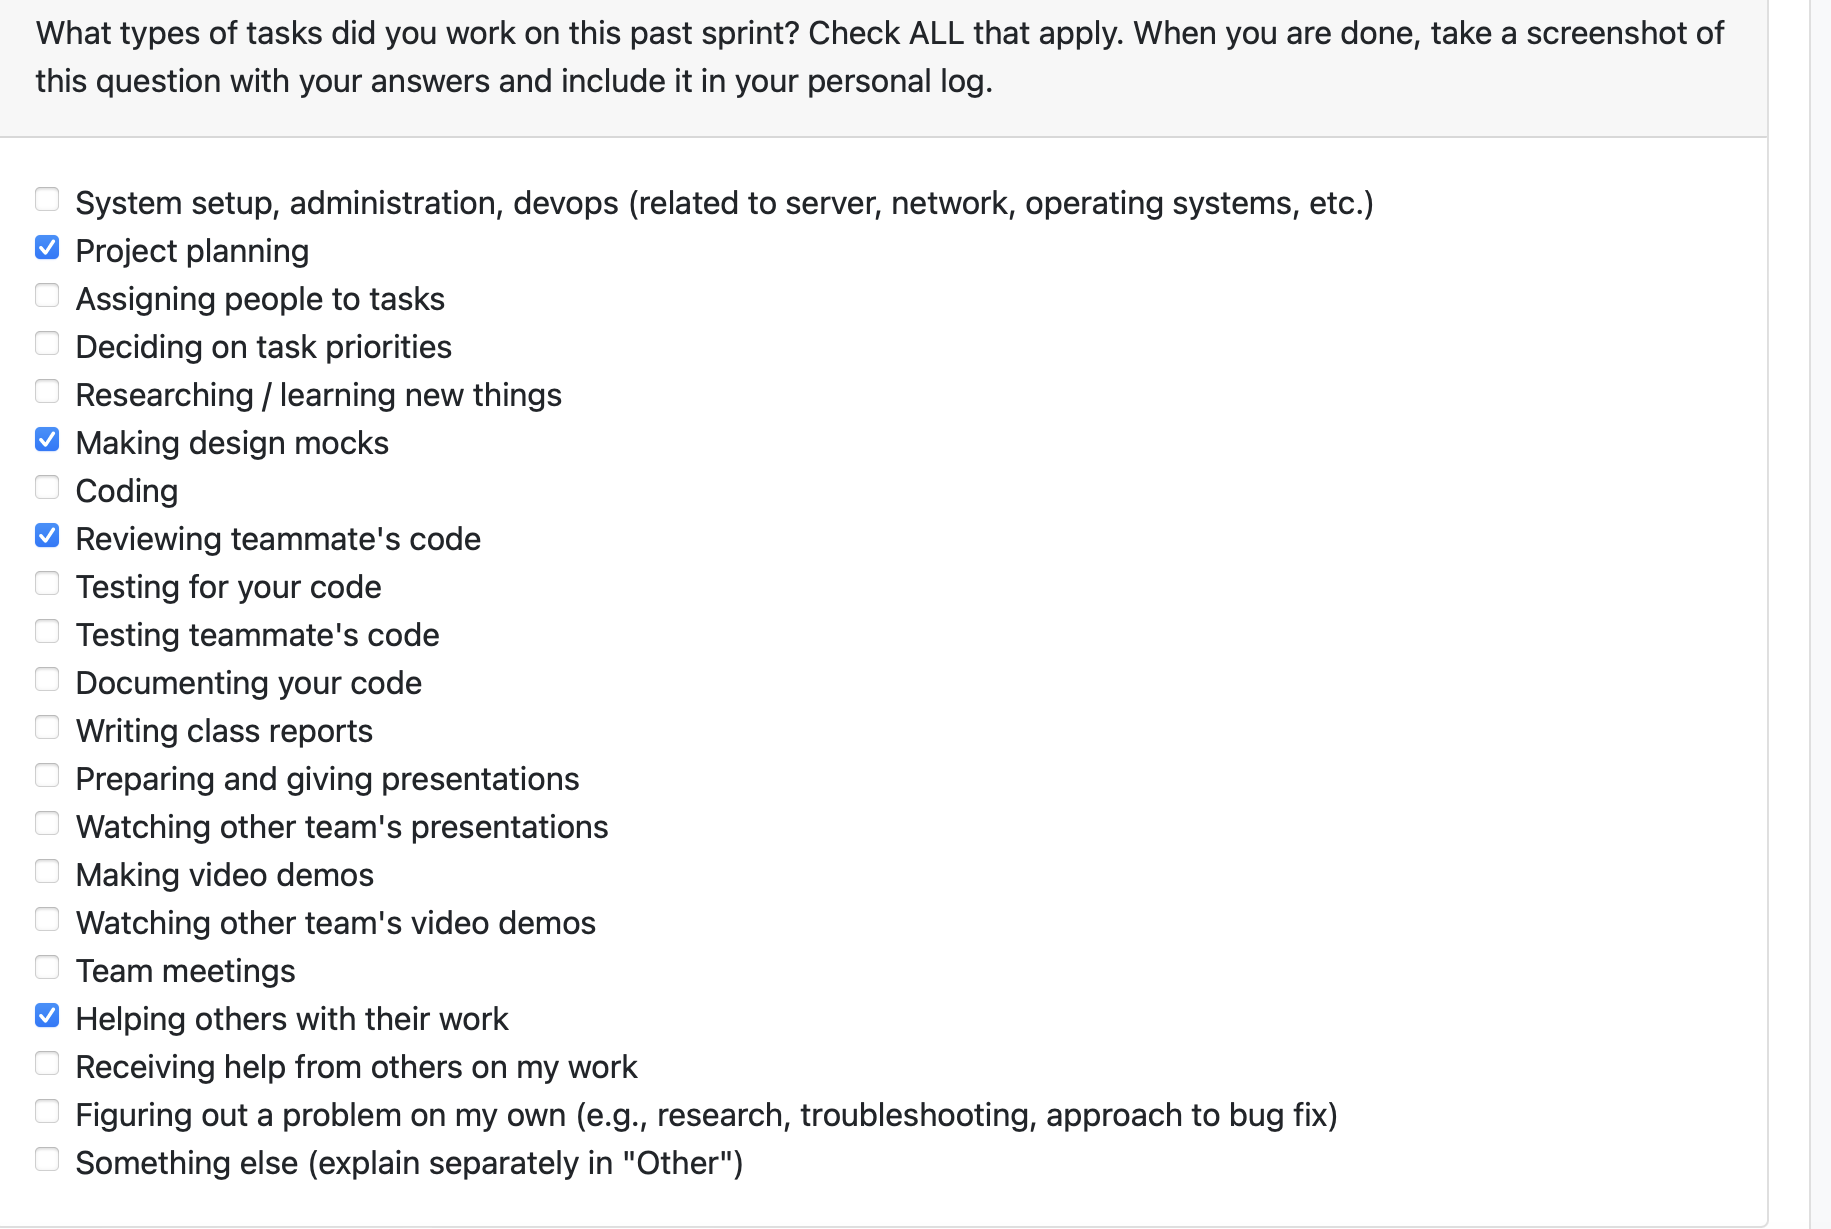 What types of tasks did you work on this past sprint? Check ALL that apply. When you are done, take a screenshot of
this question with your answers and include it in your personal log.
System setup, administration, devops (related to server, network, operating systems, etc.)
Project planning
Assigning people to tasks
Deciding on task priorities
Researching / learning new things
Making design mocks
Coding
Reviewing teammate's code
Testing for your code
Testing teammate's code
Documenting your code
Writing class reports
Preparing and giving presentations
Watching other team's presentations
Making video demos
Watching other team's video demos
Team meetings
Helping others with their work
Receiving help from others on my work
Figuring out a problem on my own (e.g., research, troubleshooting, approach to bug fix)
Something else (explain separately in "Other")